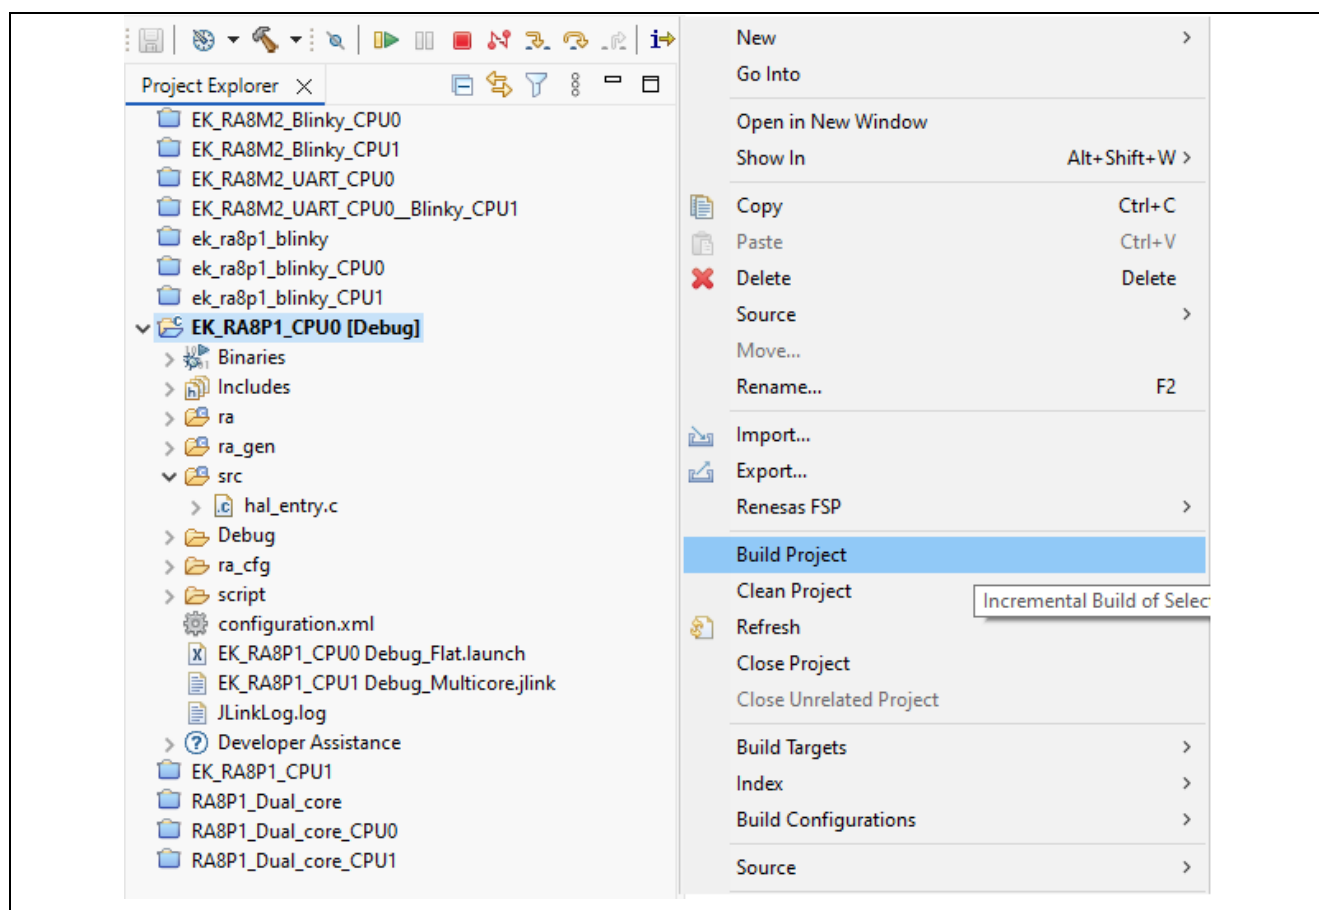 Project Explorer
EK_RA8M2_Blinky_CPU0
EK_RA8M2_Blinky_CPU1
EK_RA8M2_UART_CPU0
EK_RA8M2_UART_CPU0__Blinky_CPU1
ek_ra8p1_blinky
ek_ra8p1_blinky_CPU0
ek_ra8p1_blinky_CPU1
EK_RA8P1_CPU0 [Debug]
Binaries
Includes
ra
ra_gen
src
hal_entry.c
Debug
ra_cfg
script
configuration.xml
EK_RA8P1_CPU0 Debug_Flat.launch
EK_RA8P1_CPU1 Debug_Multicore.jlink
JLinkLog.log
Developer Assistance
EK_RA8P1_CPU1
RA8P1_Dual_core
RA8P1_Dual_core_CPU0
RA8P1_Dual_core_CPU1
New
Go Into
Open in New Window
Show In Alt+Shift+W >
Copy Ctrl+C
Paste Ctrl+V
Delete Delete
Source
Move...
Rename... F2
Import...
Export...
Renesas FSP
Build Project
Clean Project
Incremental Build of Selec
Refresh
Close Project
Close Unrelated Project
Build Targets
Index
Build Configurations
Source